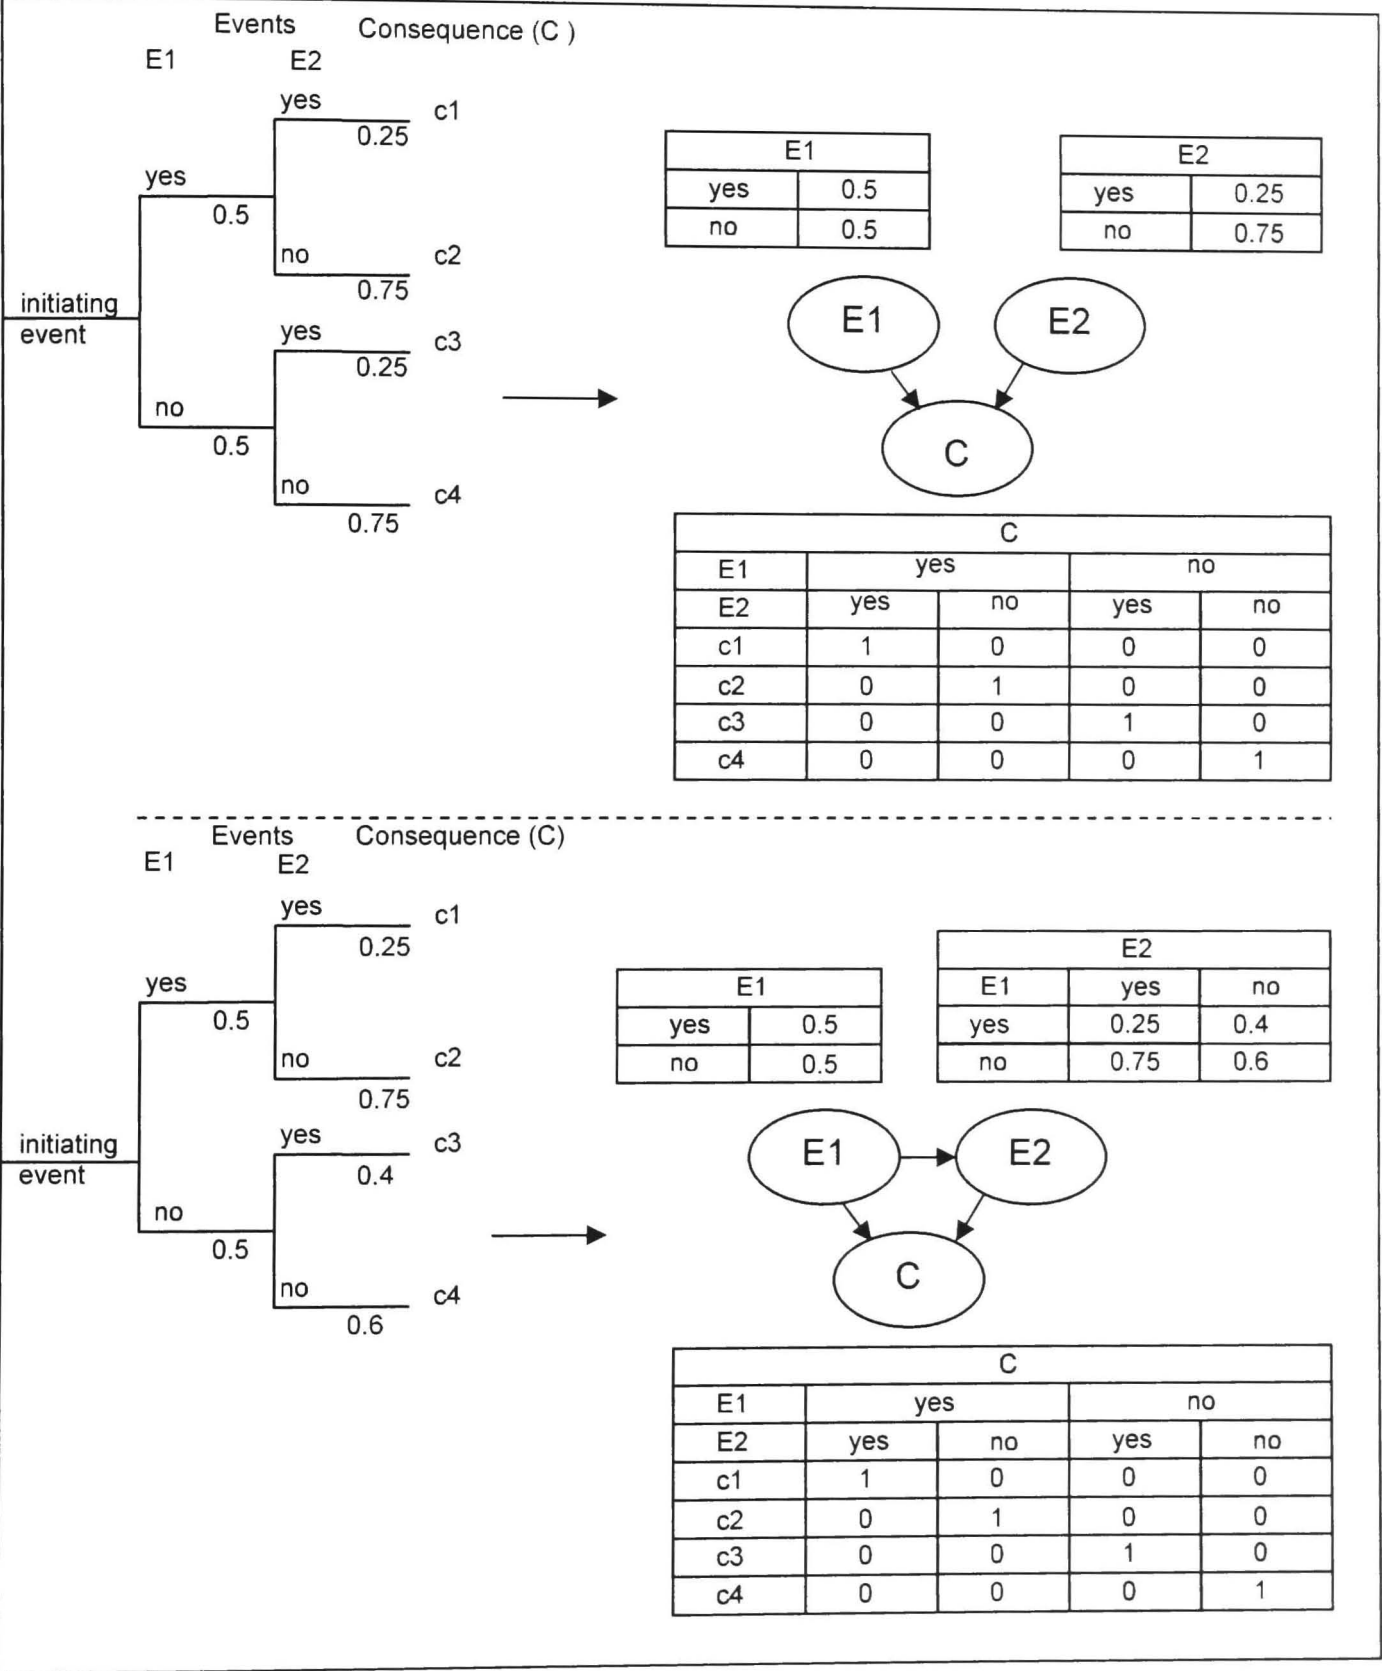 Events Consequence (C )
E1 E2
yes c1
0.25
yes
0.5
no c2
0.75
initiating
event
yes c3
0.25
no
0.5
no c4
0.75
E1
yes 0.5
no 0.5
E2
yes 0.25
no 0.75
E1 E2
C
C
E1 yes no
E2 yes no yes no
c1 1 0 0 0
c2 0 1 0 0
c3 0 0 1 0
c4 0 0 0 1
Events Consequence (C)
E1 E2
yes c1
0.25
yes
0.5
no c2
0.75
initiating
event
yes c3
0.4
no
0.5
no c4
0.6
E1
yes 0.5
no 0.5
E2
E1 yes no
yes 0.25 0.4
no 0.75 0.6
E1 E2
C
C
E1 yes no
E2 yes no yes no
c1 1 0 0 0
c2 0 1 0 0
c3 0 0 1 0
c4 0 0 0 1